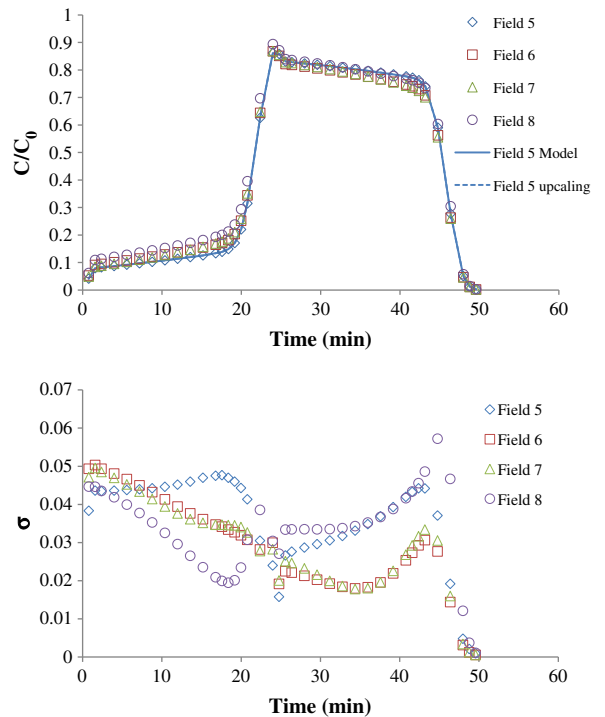 1
0.9
0.8
0.7
0.6
0.5
0.4
0.3
0.2
0.1
0
C/C0
0 10 20 30 40 50 60
Time (min)
Field 5
Field 6
Field 7
Field 8
Field 5 Model
Field 5 upcaling
0.07
0.06
0.05
0.04
0.03
0.02
0.01
0
σ
0 10 20 30 40 50 60
Time (min)
Field 5
Field 6
Field 7
Field 8